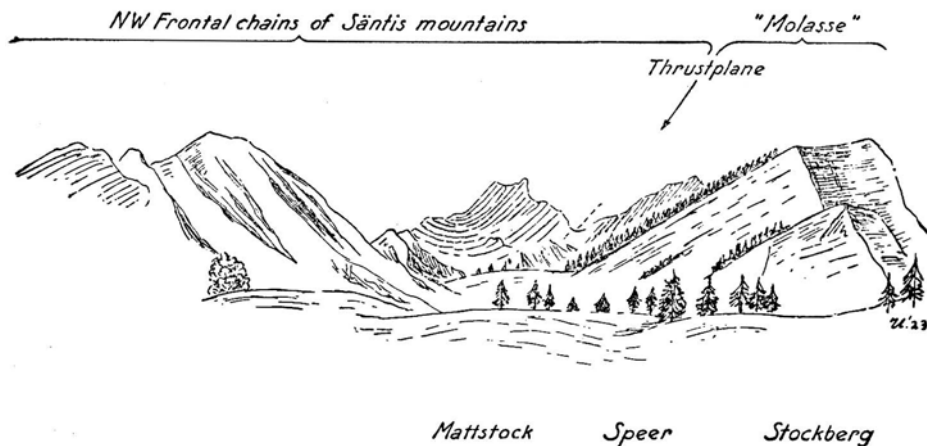 NW Frontal chains of Säntis mountains "Molasse"
Thrustplane
U.'23
Mattstock Speer Stockberg